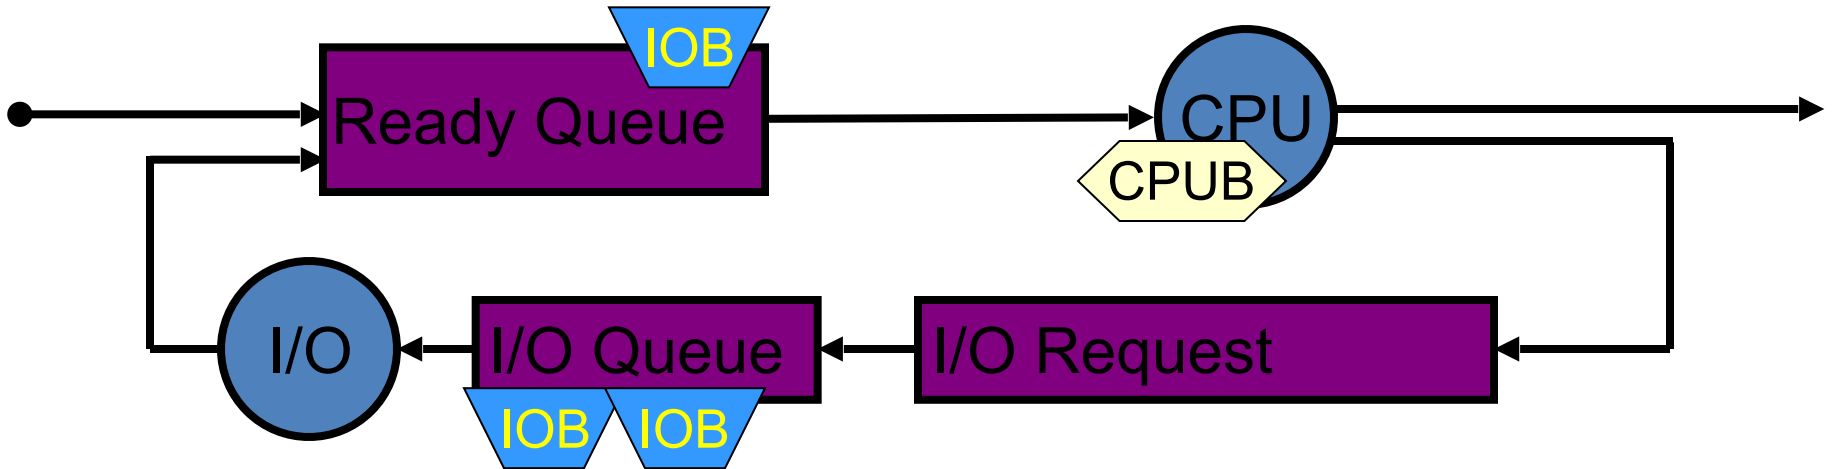 IOB
Ready Queue
CPU
CPUB
I/O
I/O Queue
I/O Request
IOB
IOB